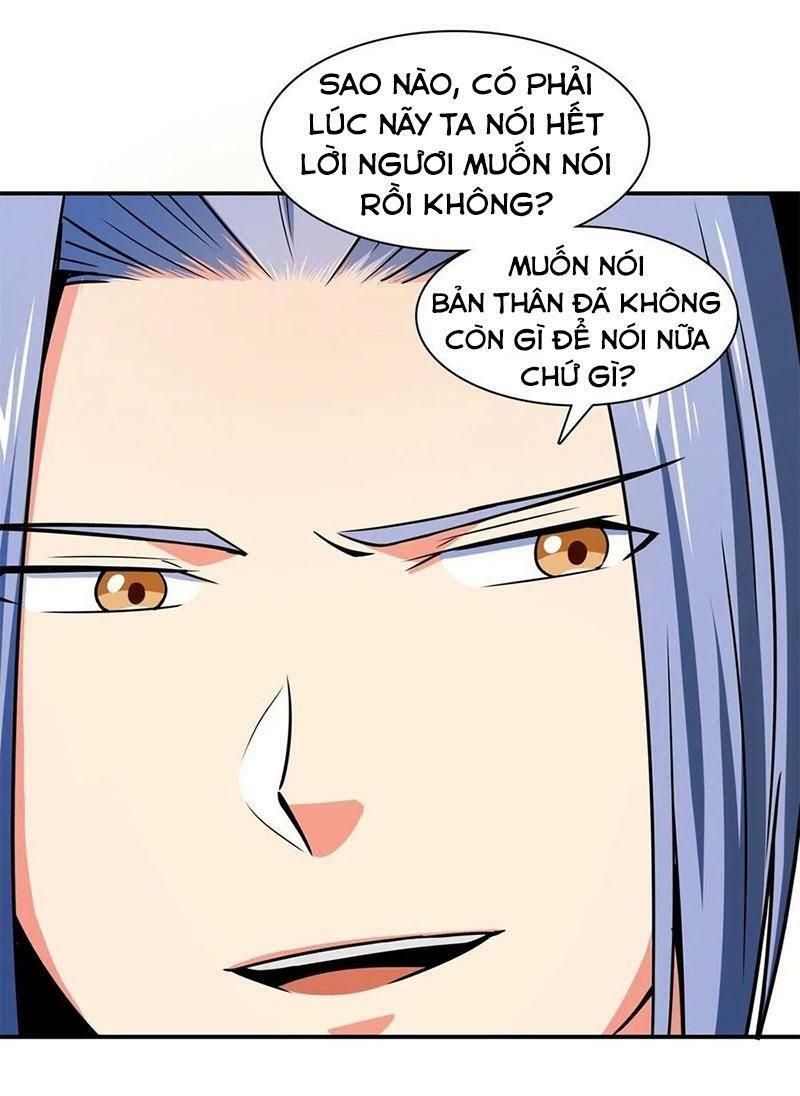 SAO NÀO, CÓ PHẢI
LÚC NÃY TA NÓI HẾT
LỜI NGƯƠI MUỐN NÓI
RỒI KHÔNG?
MUỐN NÓI
BẢN THÂN ĐÃ KHÔNG
CÒN GÌ ĐỂ NÓI NỮA
CHỨ GÌ?